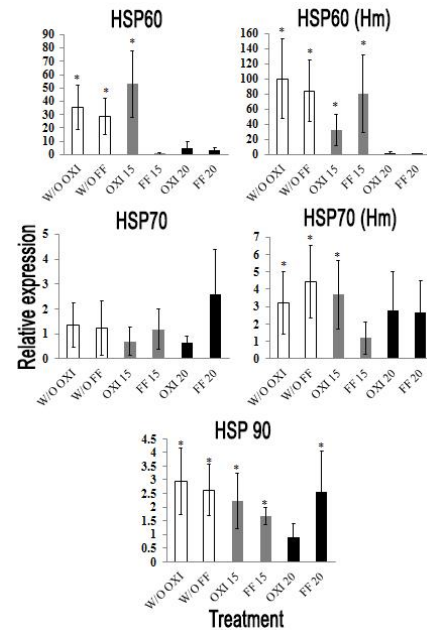 HSP60
90
80
70
60
50
40
30
20
10
0
* * *
W/O OXI W/O FF OXI 15 FF 15 OXI 20 FF 20
HSP60 (Hm)
160
140
120
100
80
60
40
20
0
* * * *
W/O OXI W/O FF OXI 15 FF 15 OXI 20 FF 20
Relative expression
HSP70
5
4
3
2
1
0
W/O OXI W/O FF OXI 15 FF 15 OXI 20 FF 20
HSP70 (Hm)
7
6
5
4
3
2
1
0
* * *
W/O OXI W/O FF OXI 15 FF 15 OXI 20 FF 20
HSP 90
4.5
4
3.5
3
2.5
2
1.5
1
0.5
0
* * * * *
W/O OXI W/O FF OXI 15 FF 15 OXI 20 FF 20
Treatment